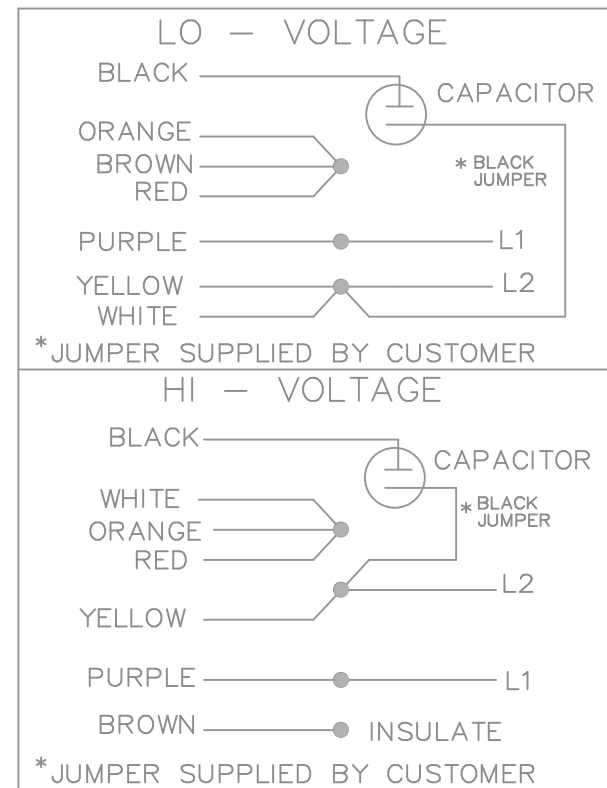 LO - VOLTAGE
BLACK
CAPACITOR
ORANGE
BROWN
* BLACK
JUMPER
RED
PURPLE
L1
YELLOW
L2
WHITE
*JUMPER SUPPLIED BY CUSTOMER
HI - VOLTAGE
BLACK
CAPACITOR
WHITE
* BLACK
JUMPER
ORANGE
RED
L2
YELLOW
PURPLE
L1
BROWN
INSULATE
*JUMPER SUPPLIED BY CUSTOMER